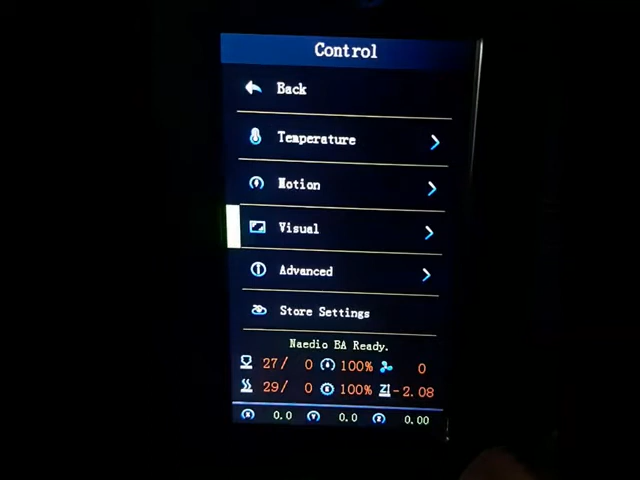 Control
Back
Temperature
Motion
Visual
Advanced
Store Settings
Naedio BA Ready.
27/ 0 100% 0
29/ 0 100% Z -2.08
X 0.0 Y 0.0 Z 0.00